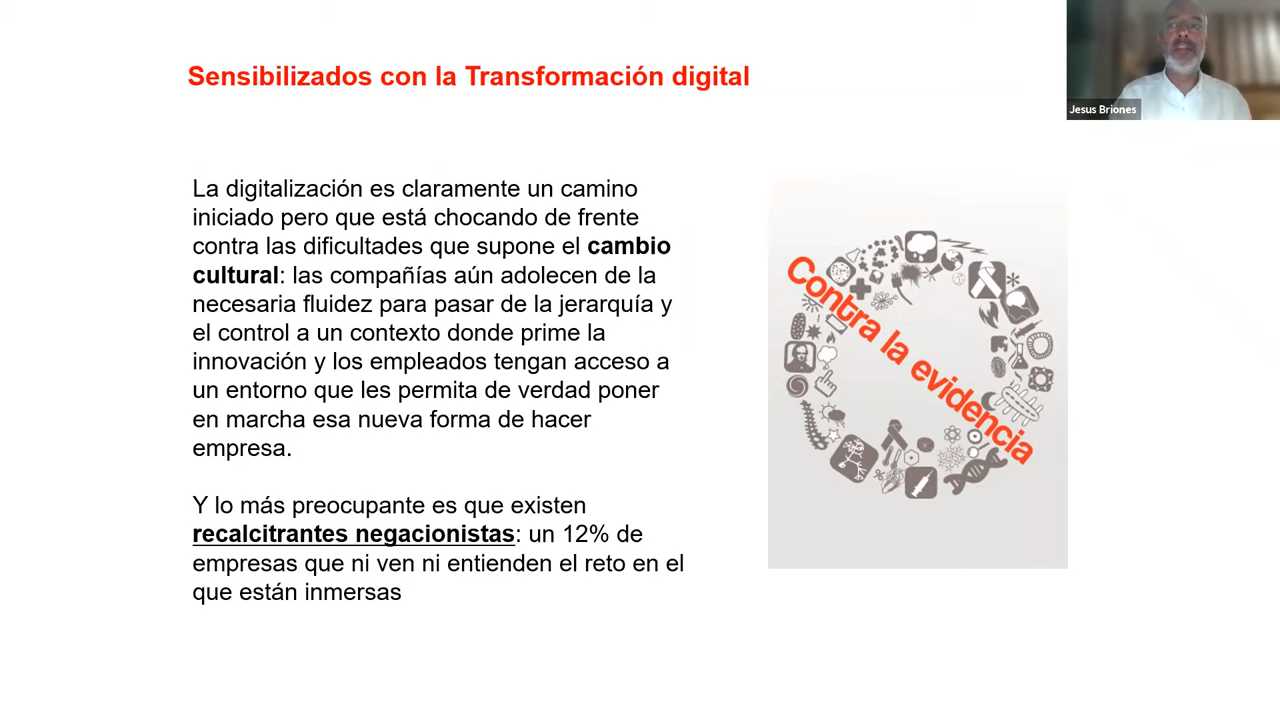 Sensibilizados con la Transformación digital
Jesus Briones
La digitalización es claramente un camino
iniciado pero que está chocando de frente
contra las dificultades que supone el cambio
cultural: las compañías aún adolecen de la
necesaria fluidez para pasar de la jerarquía y
el control a un contexto donde prime la
innovación y los empleados tengan acceso a
un entorno que les permita de verdad poner
en marcha esa nueva forma de hacer
empresa.
Y lo más preocupante es que existen
recalcitrantes negacionistas: un 12% de
empresas que ni ven ni entienden el reto en el
que están inmersas
Contra la evidencia